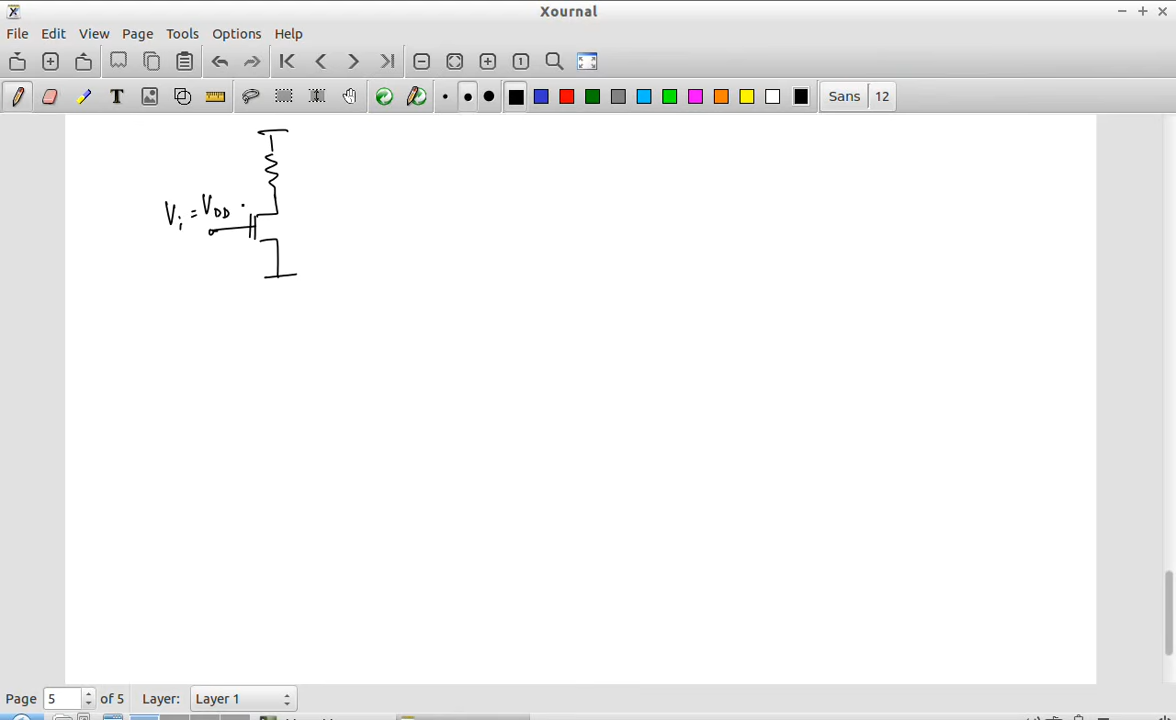 Xournal
File Edit View Page Tools Options Help
Sans 12
Vi = VDD
Page 5 of 5 Layer: Layer 1